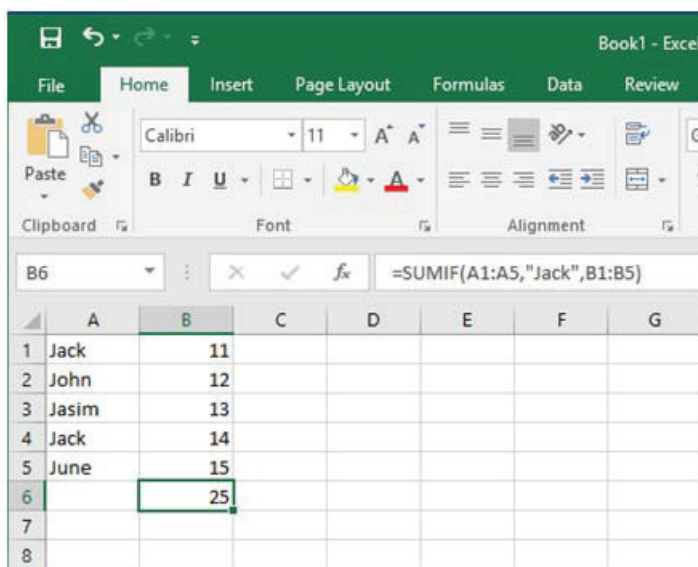 Book1 - Excel
File Home Insert Page Layout Formulas Data Review
Calibri 11 A A
Paste B I U A
Clipboard Font Alignment
B6 fx =SUMIF(A1:A5,"Jack",B1:B5)
A B C D E F G
1 Jack 11
2 John 12
3 Jasim 13
4 Jack 14
5 June 15
6 25
7
8